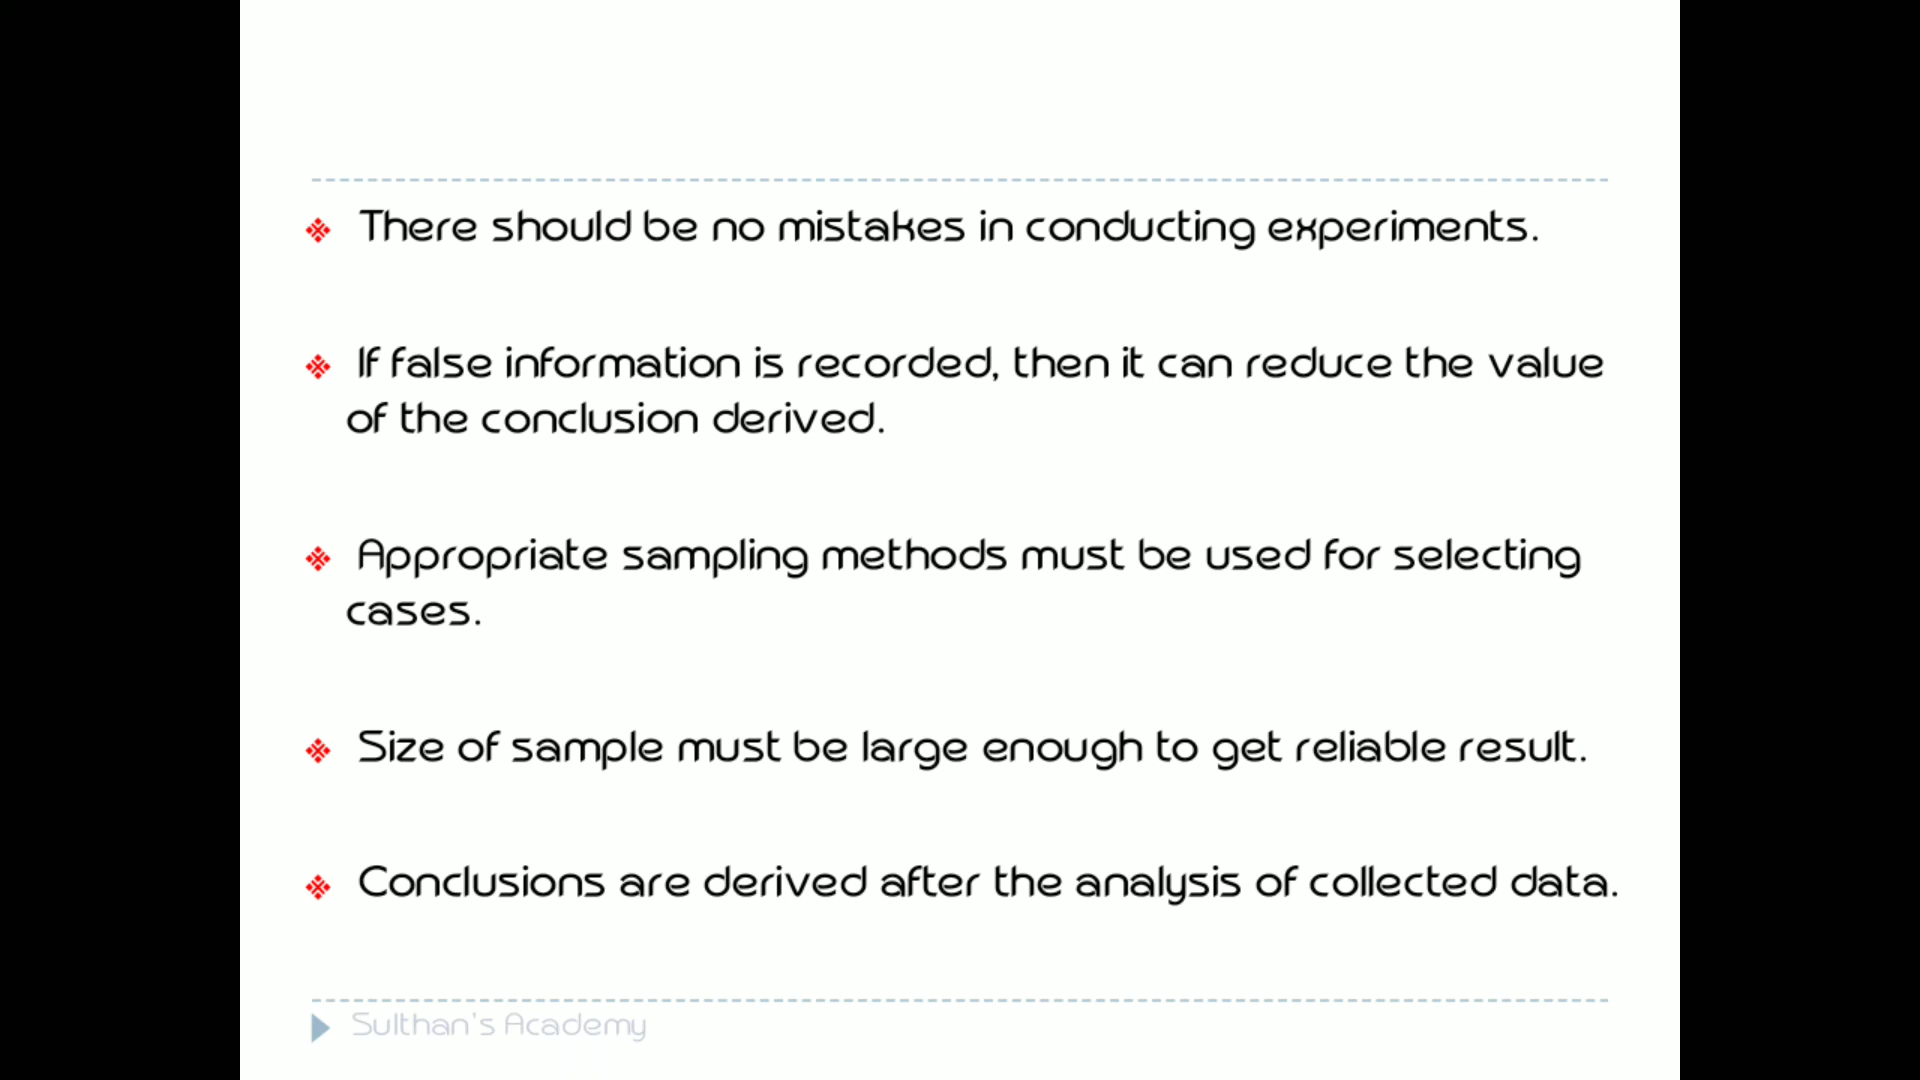 There should be no mistakes in conducting experiments.
If false information is recorded, then it can reduce the value
of the conclusion derived.
Appropriate sampling methods must be used for selecting
cases.
Size of sample must be large enough to get reliable result.
Conclusions are derived after the analysis of collected data.
Sulthan's Academy